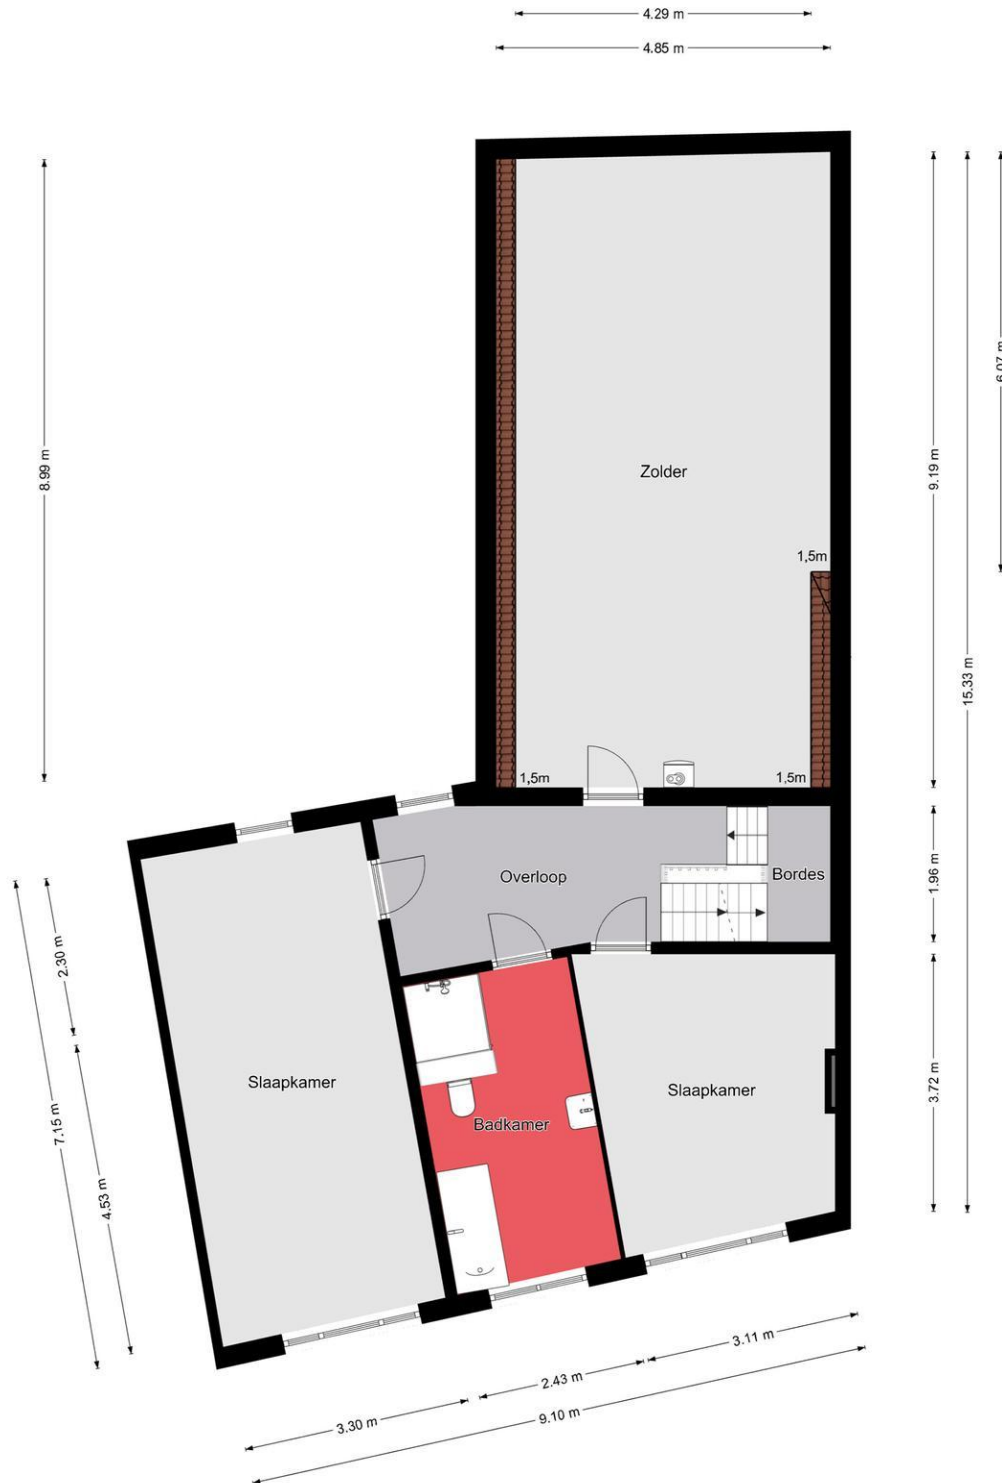 4.29 m
4.85 m
8.99 m
9.19 m
6.07 m
Zolder
1,5m
15.33 m
1,5m
1,5m
Overloop
Bordes
1.96 m
2.30 m
Slaapkamer
Slaapkamer
3.72 m
7.15 m
Badkamer
4.53 m
3.11 m
2.43 m
3.30 m
9.10 m